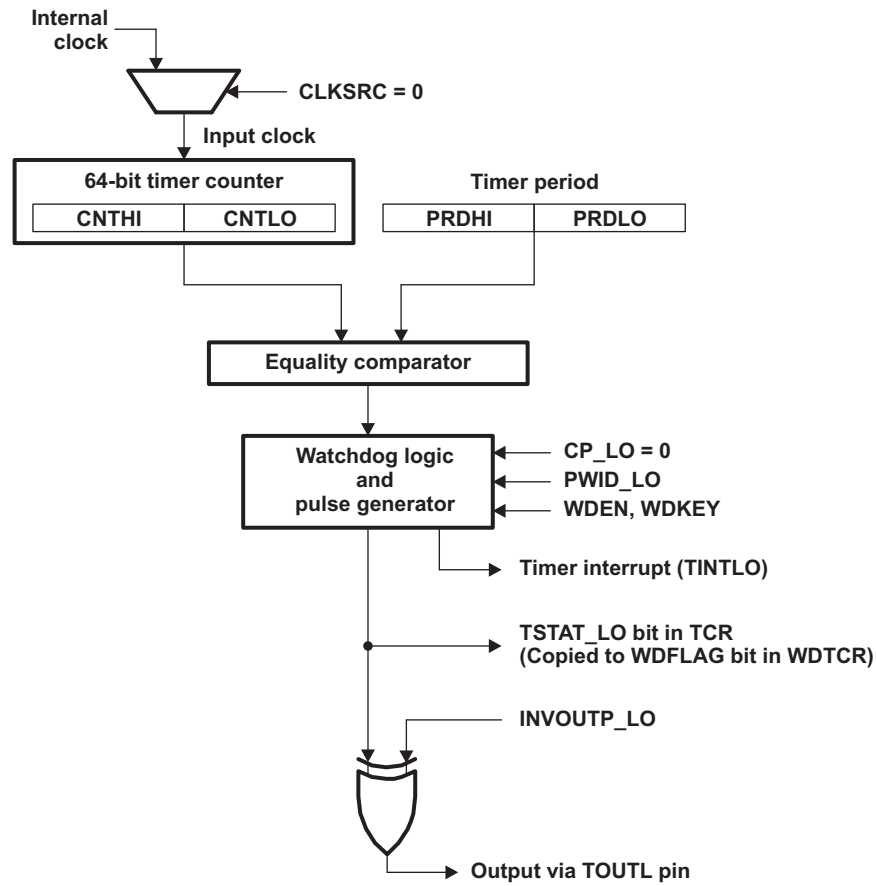 Internal
clock
CLKSRC = 0
Input clock
64-bit timer counter
CNTHI CNTLO
Timer period
PRDHI PRDLO
Equality comparator
Watchdog logic
and
pulse generator
CP_LO = 0
PWID_LO
WDEN, WDKEY
Timer interrupt (TINTLO)
TSTAT_LO bit in TCR
(Copied to WDFLAG bit in WDTCR)
INVOUTP_LO
Output via TOUTL pin